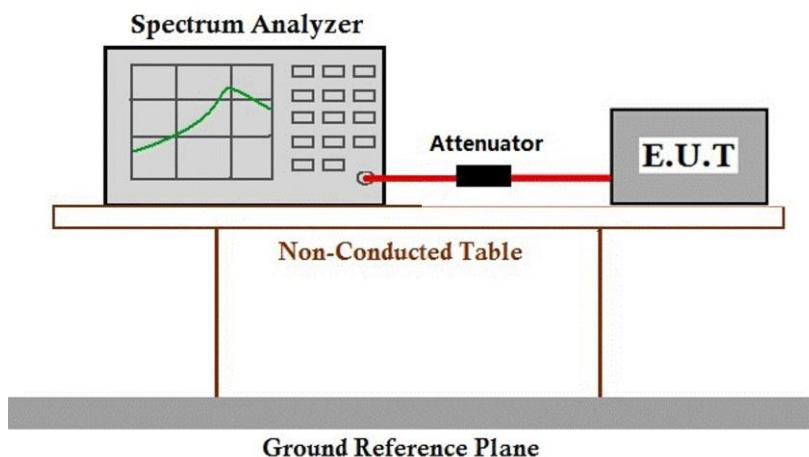 Spectrum Analyzer
Attenuator
E.U.T
Non-Conducted Table
Ground Reference Plane